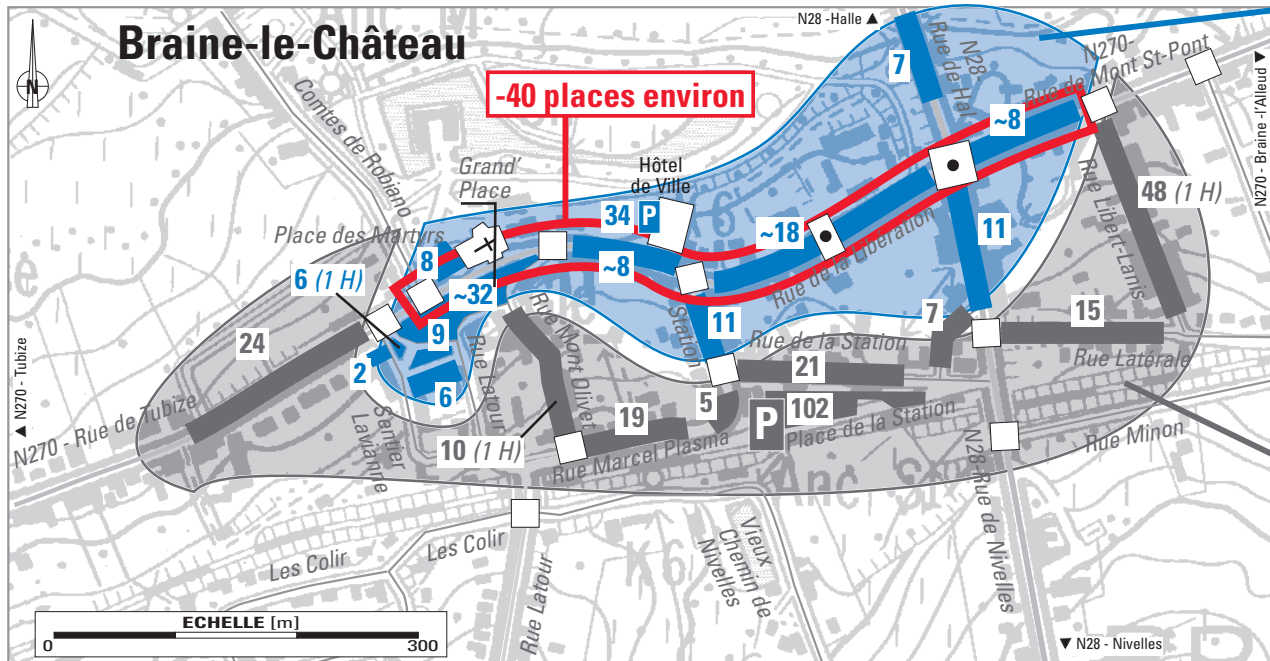 Braine-le-Château
N
N28 -Halle ▲
-40 places environ
7
Rue de Hal
N28
N270-
Rue de Mont St-Pont
N270- Braine -l'Alleud ▼
Comtes de Robiano
Grand'
Place
Hôtel
de Ville
~8
34 P
48 (1 H)
Place des Martyrs
8
~18
11
Rue de la Libération
Rue Libert-Lanis
6 (1 H)
~32
~8
9
24
Rue Mont Olivet
Station
11
7
15
Rue de la Station
Rue Latérale
▲ N270 - Tubize
2
6
Rue Letour
21
5
102
P
Place de la Station
19
10 (1 H)
Rue Marcel Plasma
Sentier
Lavianne
N270 - Rue de Tubize
Anc St
Rue Minon
N28-Rue de Nivelles
Les Colir
Les Colir
Rue Latour
Vieux
Chemin de
Nivelles
K 6
ECHELLE [m]
0 300
▼ N28 - Nivelles